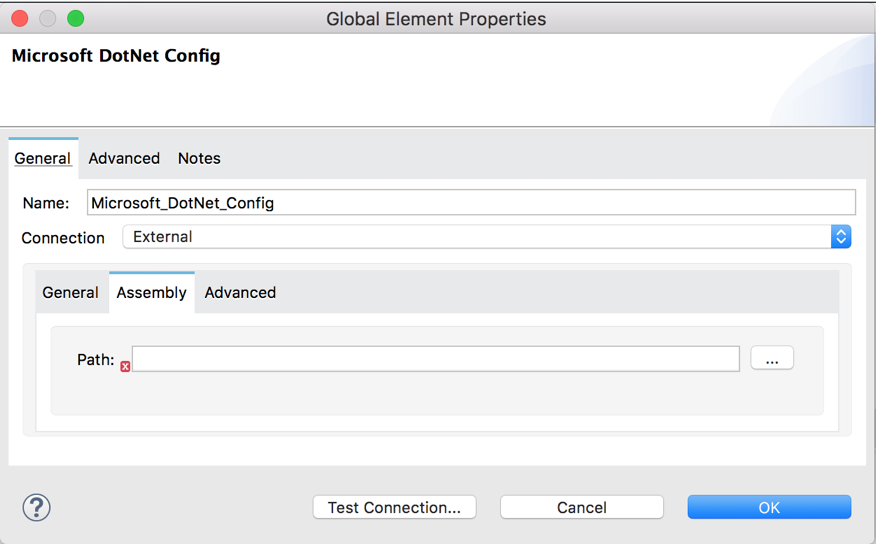 Global Element Properties
Microsoft DotNet Config
General Advanced Notes
Name: Microsoft_DotNet_Config
Connection External
General Assembly Advanced
Path: ...
? Test Connection... Cancel OK